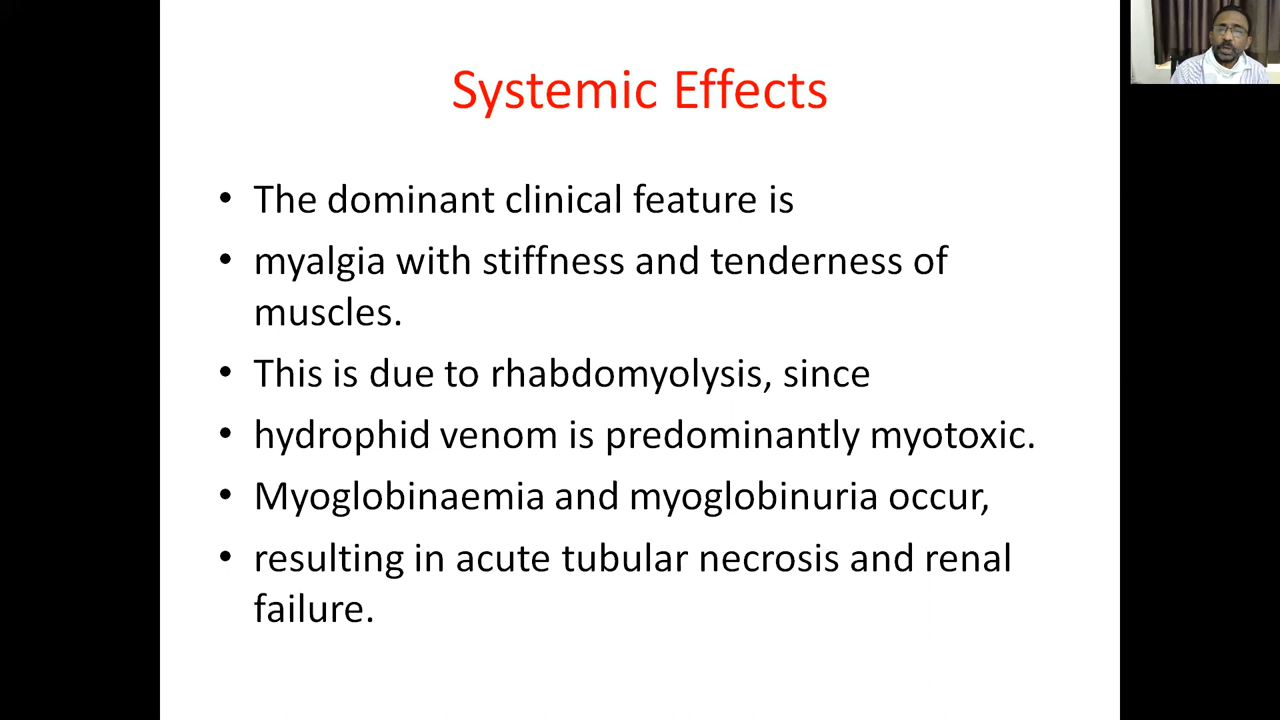 Systemic Effects
• The dominant clinical feature is
• myalgia with stiffness and tenderness of
muscles.
• This is due to rhabdomyolysis, since
• hydrophid venom is predominantly myotoxic.
• Myoglobinaemia and myoglobinuria occur,
• resulting in acute tubular necrosis and renal
failure.